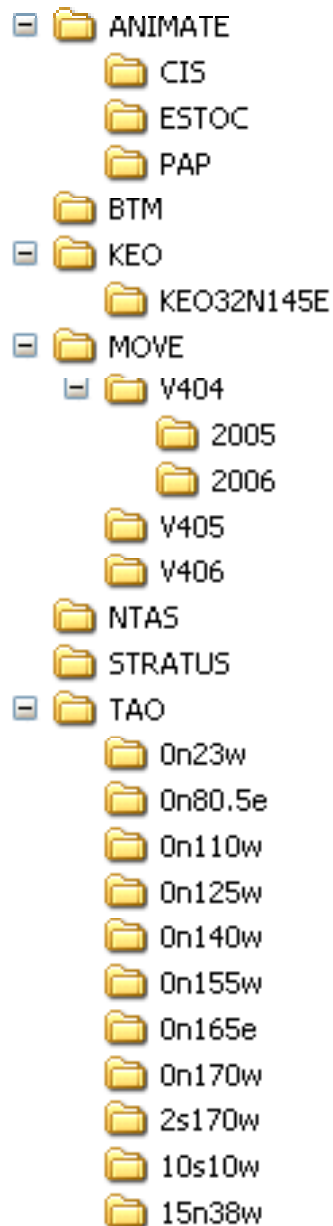 ANIMATE
CIS
ESTOC
PAP
BTM
KEO
KEO32N145E
MOVE
V404
2005
2006
V405
V406
NTAS
STRATUS
TAO
0n23w
0n80.5e
0n110w
0n125w
0n140w
0n155w
0n165e
0n170w
2s170w
10s10w
15n38w